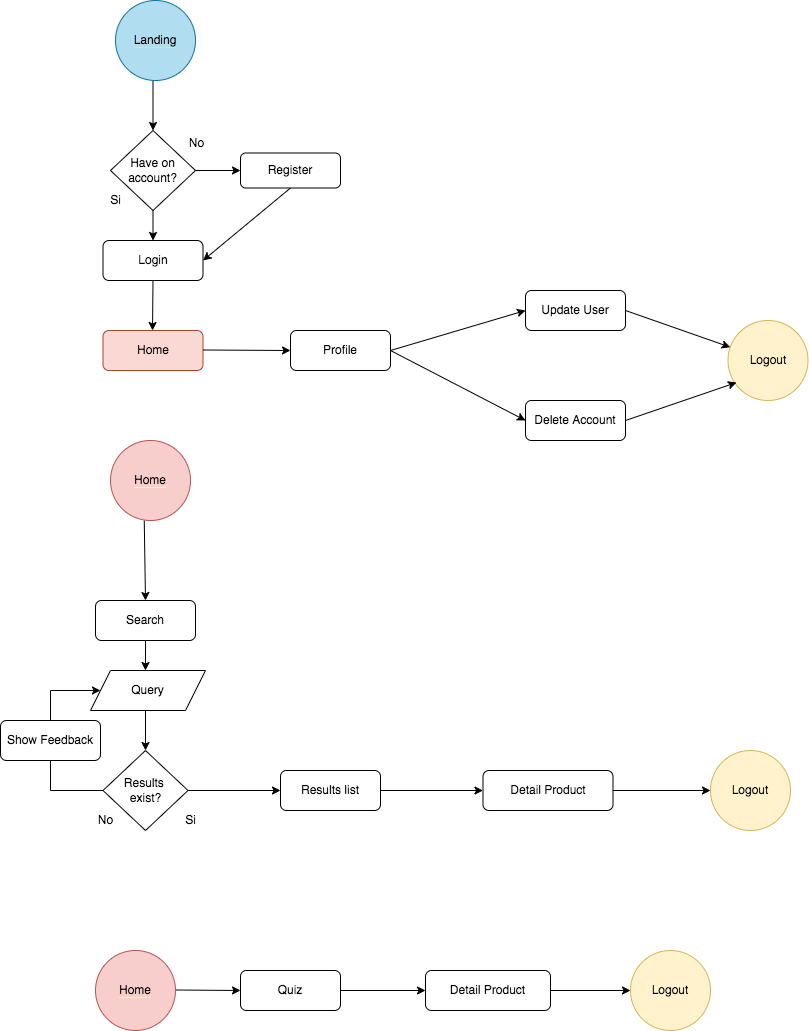 Landing
No
Have on
account?
Register
Si
Login
Update User
Home
Profile
Logout
Delete Account
Home
Search
Query
Show Feedback
Results
exist?
Results list
Detail Product
Logout
No
Si
Home
Quiz
Detail Product
Logout